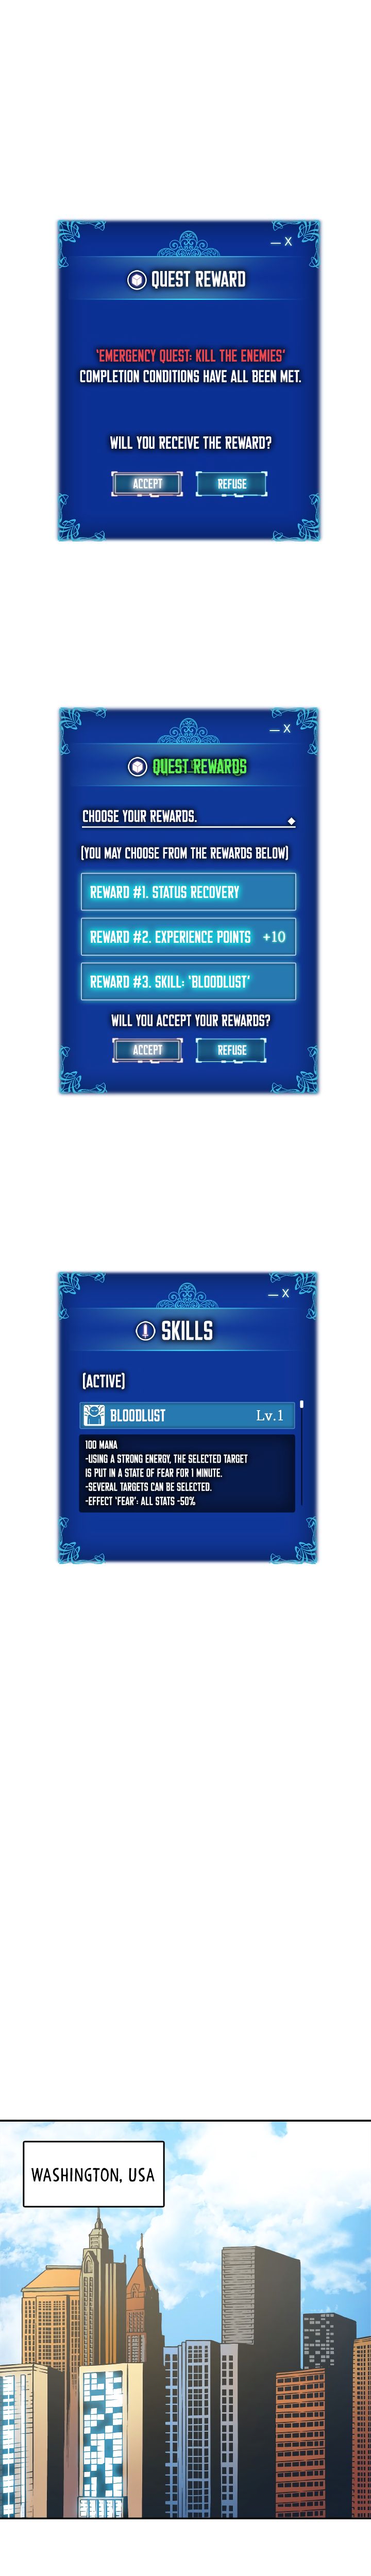 — X
QUEST REWARD
'EMERGENCY QUEST: KILL THE ENEMIES'
COMPLETION CONDITIONS HAVE ALL BEEN MET.
WILL YOU RECEIVE THE REWARD?
ACCEPT REFUSE
— X
QUEST REWARDS
CHOOSE YOUR REWARDS.
[YOU MAY CHOOSE FROM THE REWARDS BELOW]
REWARD #1. STATUS RECOVERY
REWARD #2. EXPERIENCE POINTS +10
REWARD #3. SKILL: 'BLOODLUST'
WILL YOU ACCEPT YOUR REWARDS?
ACCEPT REFUSE
— X
SKILLS
[ACTIVE]
BLOODLUST Lv.1
100 MANA
-USING A STRONG ENERGY, THE SELECTED TARGET
IS PUT IN A STATE OF FEAR FOR 1 MINUTE.
-SEVERAL TARGETS CAN BE SELECTED.
-EFFECT 'FEAR': ALL STATS -50%
WASHINGTON, USA